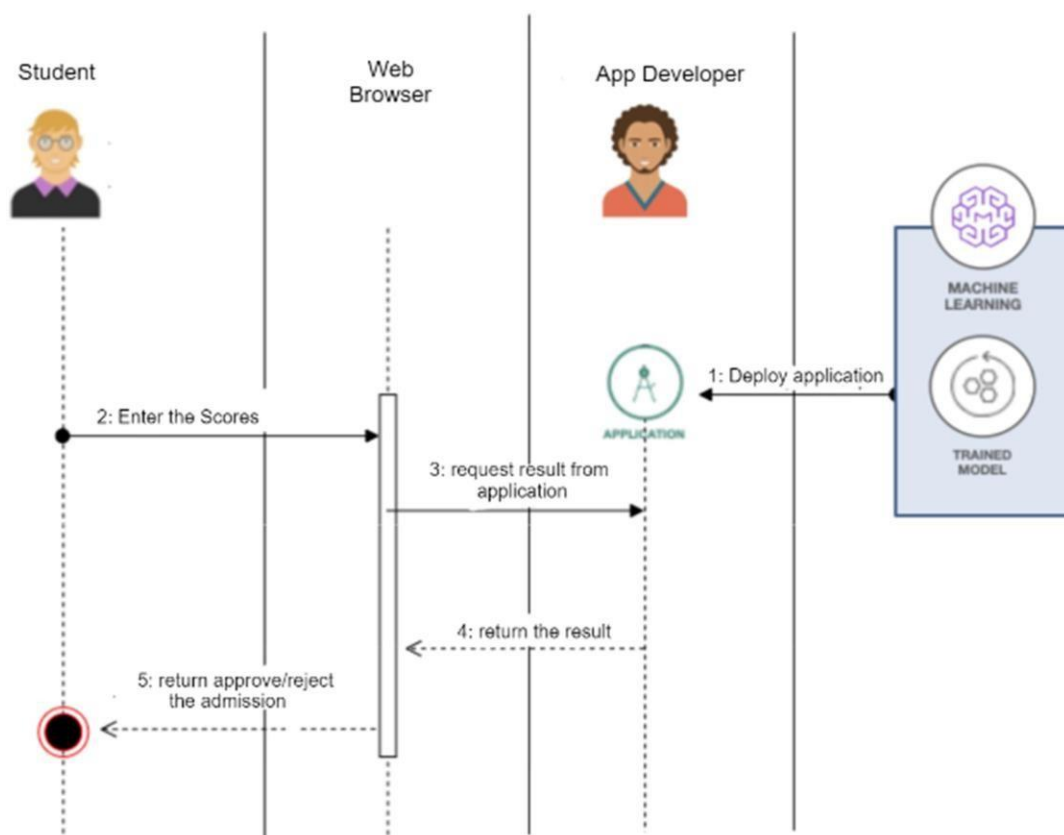 Student
Web
Browser
App Developer
MACHINE
LEARNING
1: Deploy application
APPLICATION
TRAINED
MODEL
2: Enter the Scores
3: request result from
application
4: return the result
5: return approve/reject
the admission